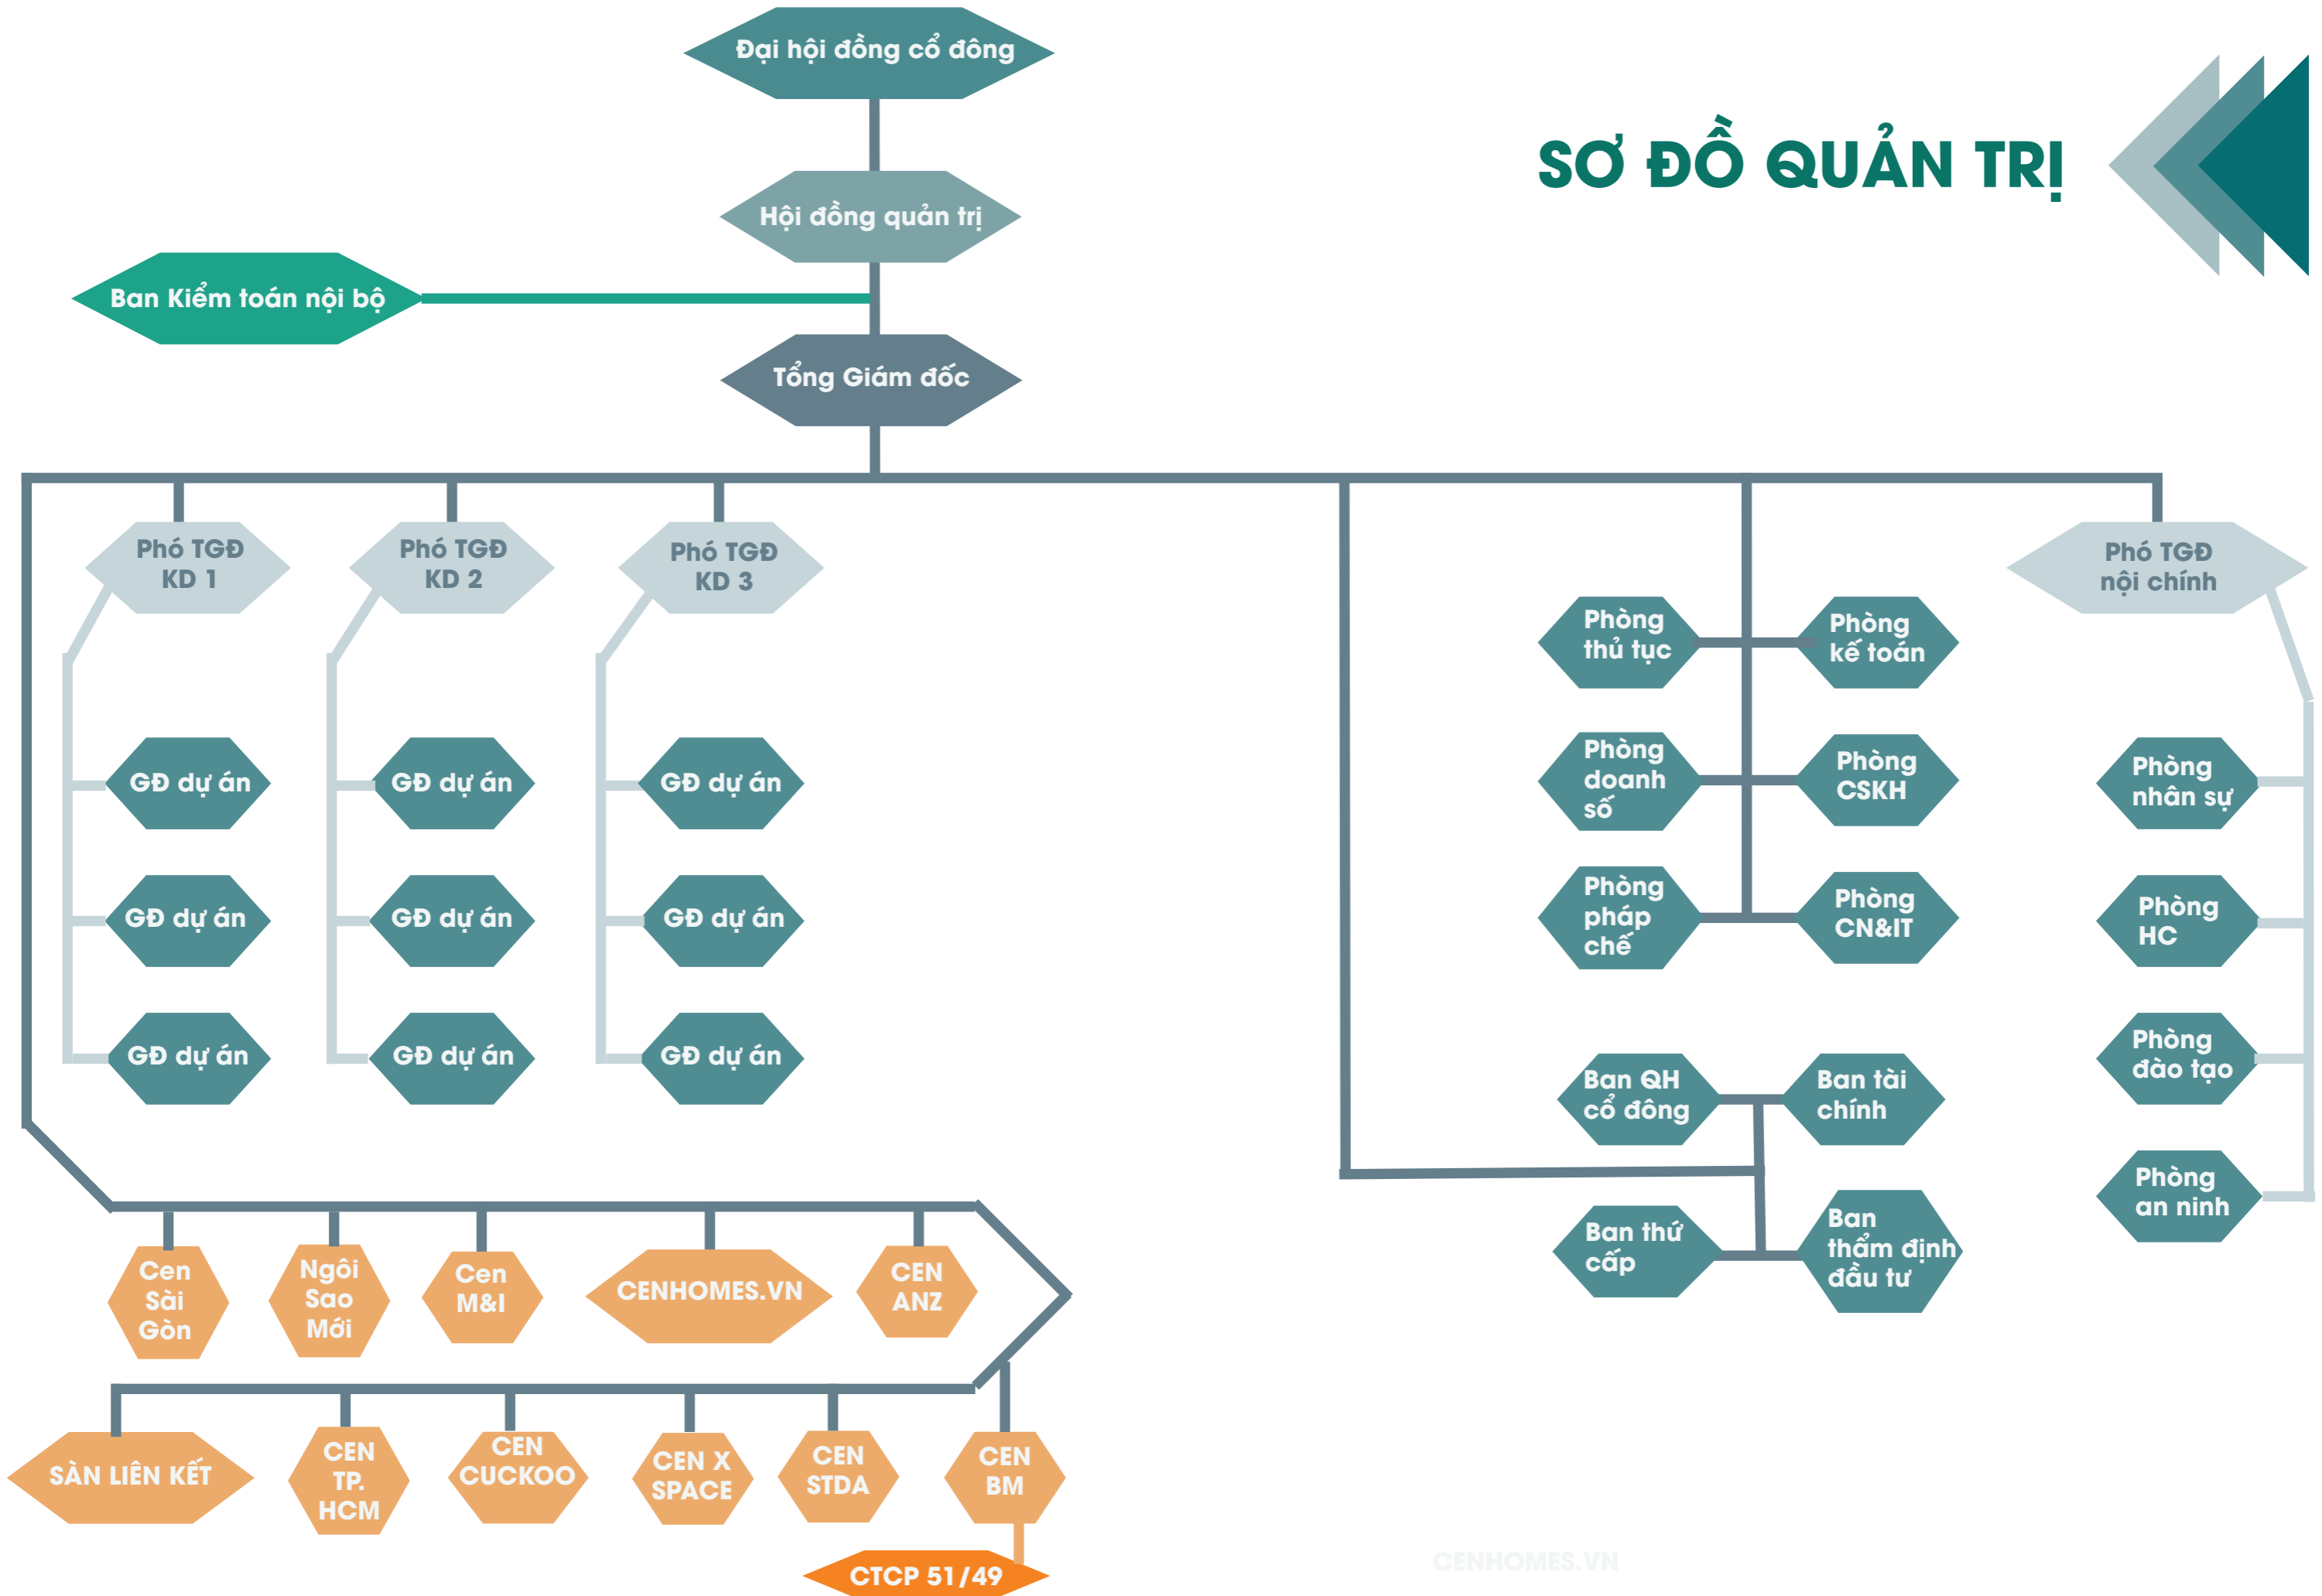 Đại hội đồng cổ đông
SƠ ĐỒ QUẢN TRỊ
Hội đồng quản trị
Ban Kiểm toán nội bộ
Tổng Giám đốc
Phó TGĐ
KD 1
Phó TGĐ
KD 2
Phó TGĐ
KD 3
Phó TGĐ
nội chính
GĐ dự án
GĐ dự án
GĐ dự án
GĐ dự án
GĐ dự án
GĐ dự án
GĐ dự án
GĐ dự án
GĐ dự án
Phòng
thủ tục
Phòng
kế toán
Phòng
doanh
số
Phòng
CSKH
Phòng
pháp
chế
Phòng
CN&IT
Phòng
nhân sự
Phòng
HC
Phòng
đào tạo
Phòng
an ninh
Ban QH
cổ đông
Ban tài
chính
Ban thứ
cấp
Ban
thẩm định
đầu tư
Cen
Sài
Gòn
Ngôi
Sao
Mới
Cen
M&I
CENHOMES.VN
CEN
ANZ
SÀN LIÊN KẾT
CEN
TP.
HCM
CEN
CUCKOO
CEN X
SPACE
CEN
STDA
CEN
BM
CTCP 51/49
CENHOMES.VN